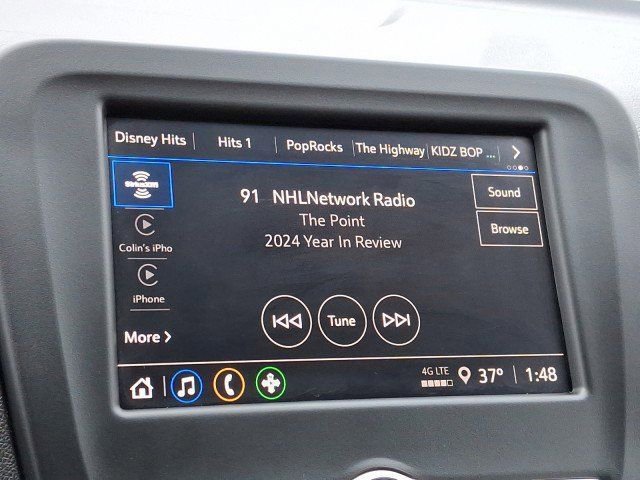 Disney Hits
Hits 1
PopRocks
The Highway
KIDZ BOP ...
SiriusXM
91 NHLNetwork Radio
The Point
2024 Year In Review
Sound
Browse
Colin's iPho
iPhone
More
Tune
4G LTE
37°
1:48